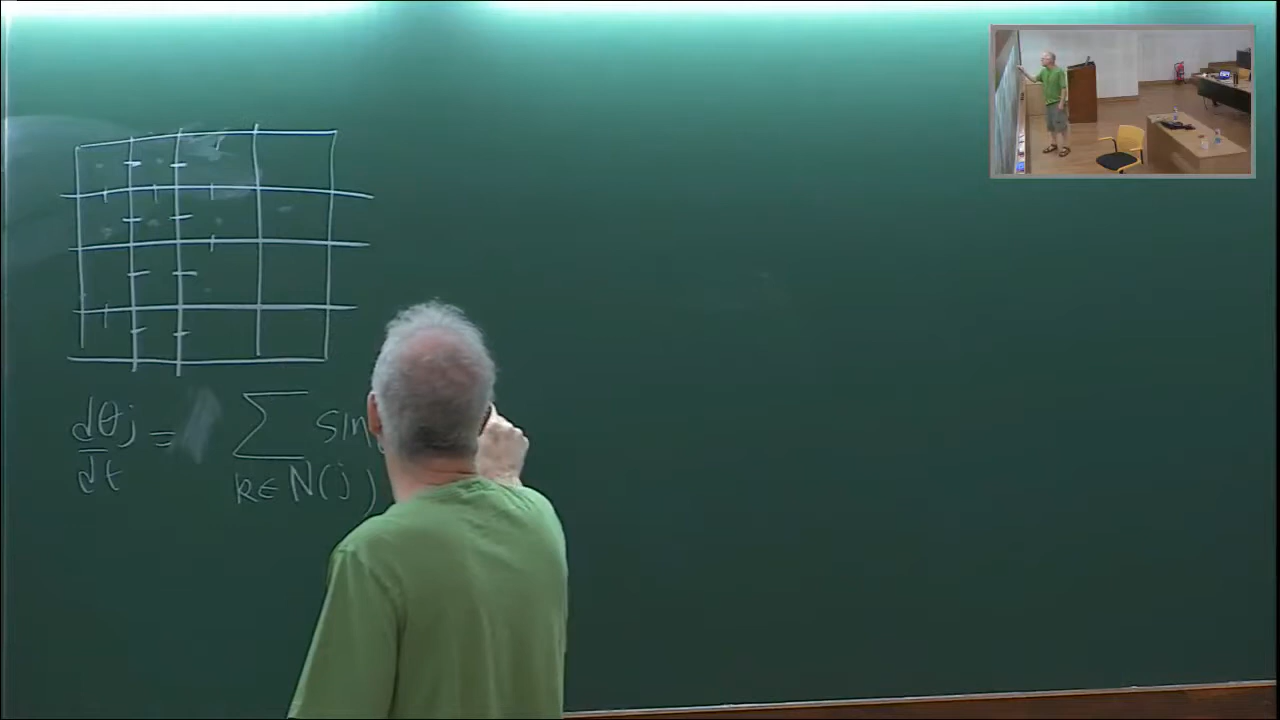 dθj/dt = Σ sin
k∈N(j)